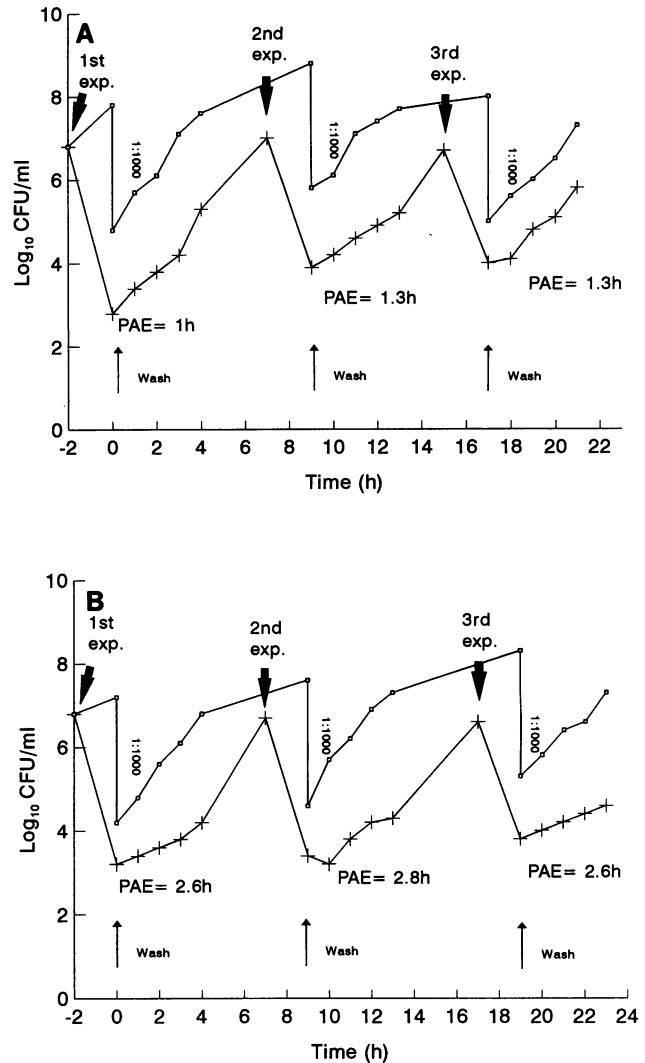 A
10
8
6
4
2
0
Log₁₀ CFU/ml
1st
exp.
2nd
exp.
3rd
exp.
1:1000
1:1000
1:1000
PAE= 1h
PAE= 1.3h
PAE= 1.3h
Wash
Wash
Wash
-2 0 2 4 6 8 10 12 14 16 18 20 22
Time (h)
B
10
8
6
4
2
0
Log₁₀ CFU/ml
1st
exp.
2nd
exp.
3rd
exp.
1:1000
1:1000
1:1000
PAE= 2.6h
PAE= 2.8h
PAE= 2.6h
Wash
Wash
Wash
-2 0 2 4 6 8 10 12 14 16 18 20 22 24
Time (h)